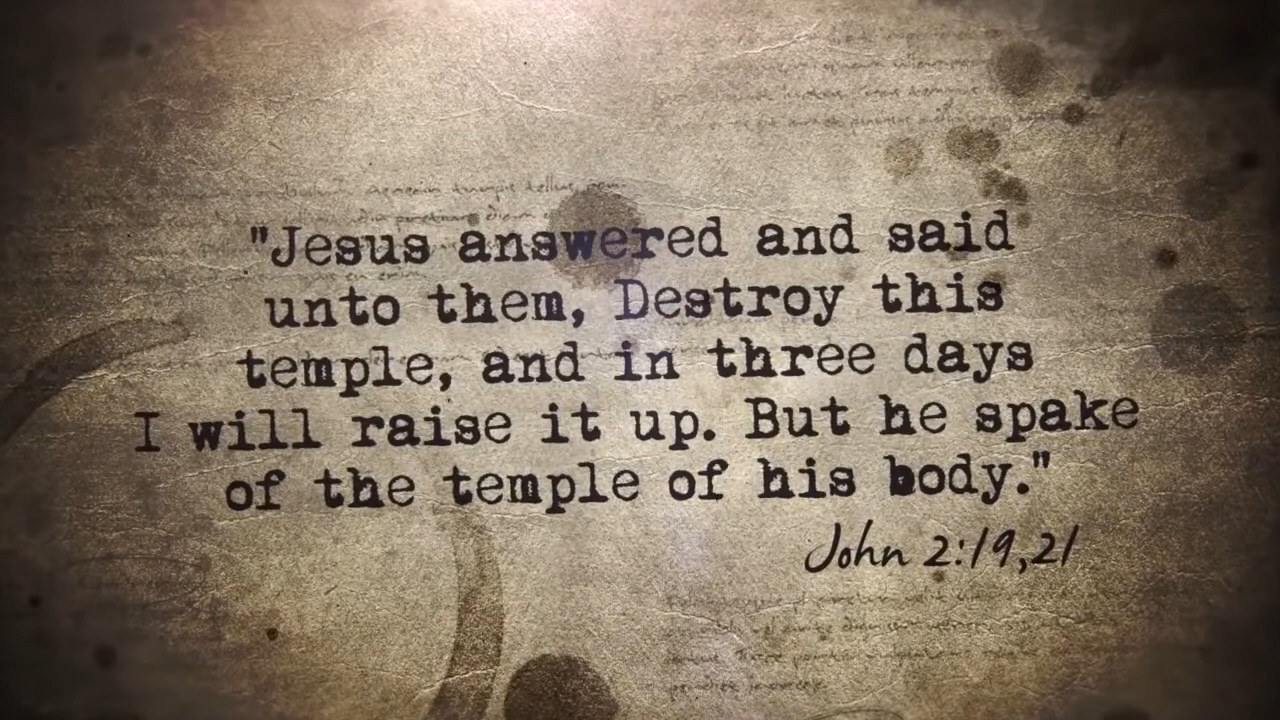 "Jesus answered and said
unto them, Destroy this
temple, and in three days
I will raise it up. But he spake
of the temple of his body."
John 2:19,21